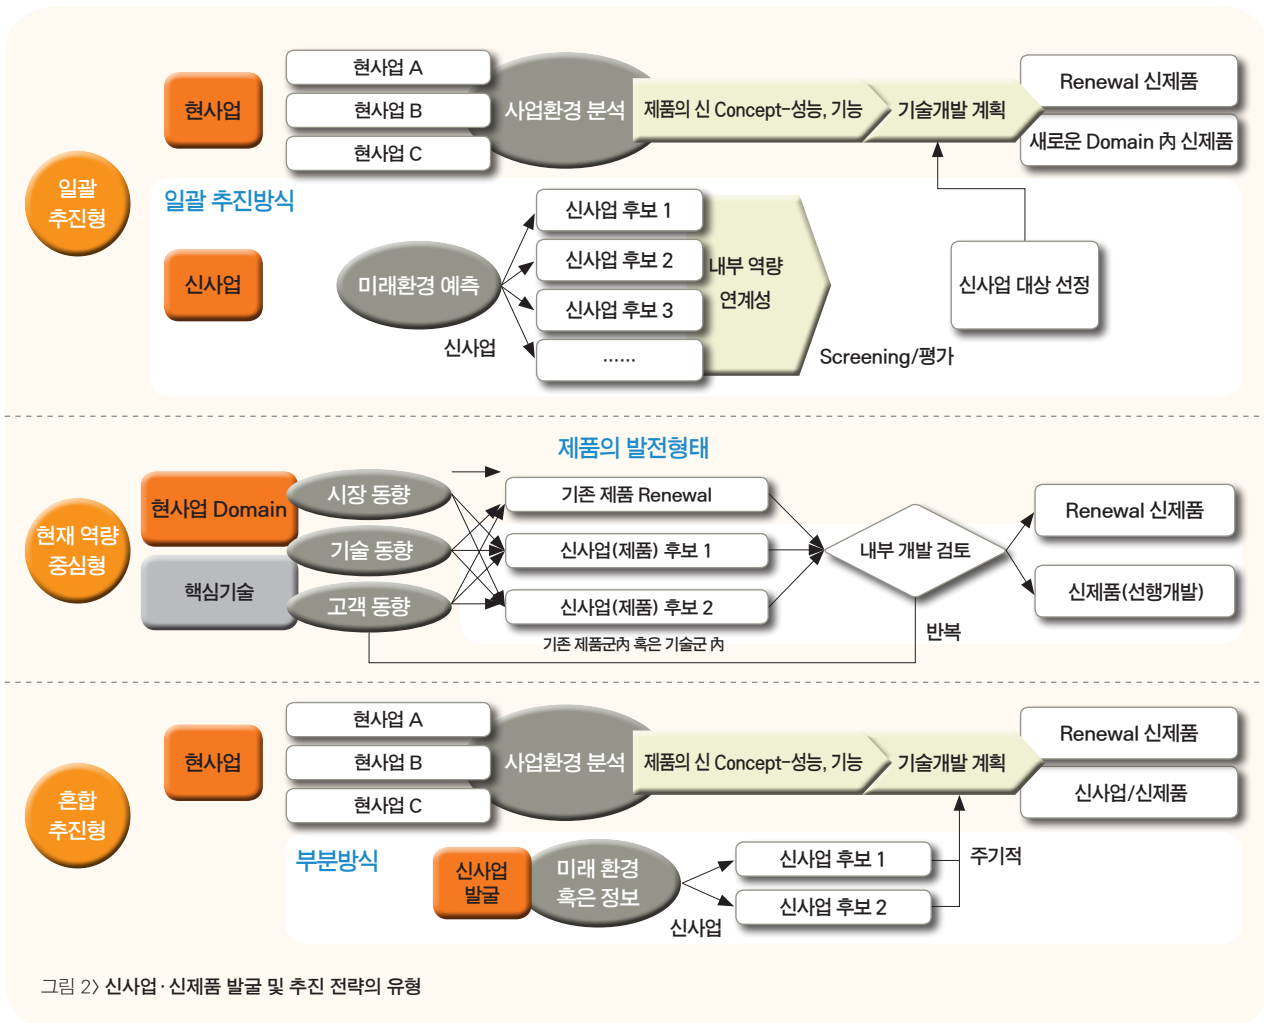 일괄
추진형
현사업
현사업 A
현사업 B
현사업 C
사업환경 분석
제품의 신 Concept-성능, 기능
기술개발 계획
Renewal 신제품
새로운 Domain 內 신제품
일괄 추진방식
신사업
미래환경 예측
신사업
신사업 후보 1
신사업 후보 2
신사업 후보 3
······
내부 역량
연계성
Screening/평가
신사업 대상 선정
현재 역량
중심형
제품의 발전형태
현사업 Domain
핵심기술
시장 동향
기술 동향
고객 동향
기존 제품 Renewal
신사업(제품) 후보 1
신사업(제품) 후보 2
기존 제품군內 혹은 기술군 內
내부 개발 검토
반복
Renewal 신제품
신제품(선행개발)
혼합
추진형
현사업
현사업 A
현사업 B
현사업 C
사업환경 분석
제품의 신 Concept-성능, 기능
기술개발 계획
Renewal 신제품
신사업/신제품
부분방식
신사업
발굴
미래 환경
혹은 정보
신사업
신사업 후보 1
신사업 후보 2
주기적
그림 2> 신사업·신제품 발굴 및 추진 전략의 유형